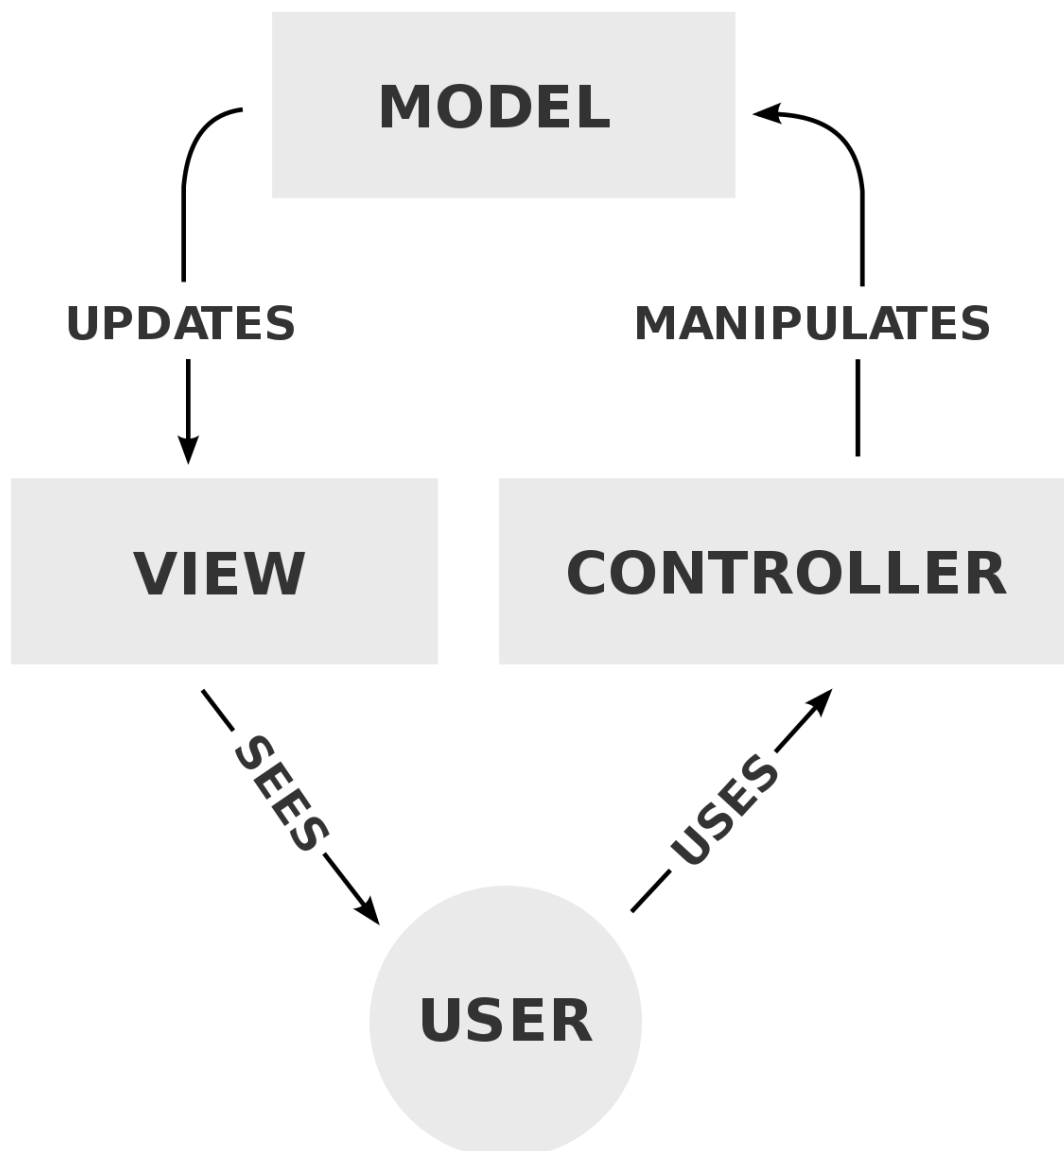 MODEL
UPDATES
MANIPULATES
VIEW
CONTROLLER
SEES
USES
USER